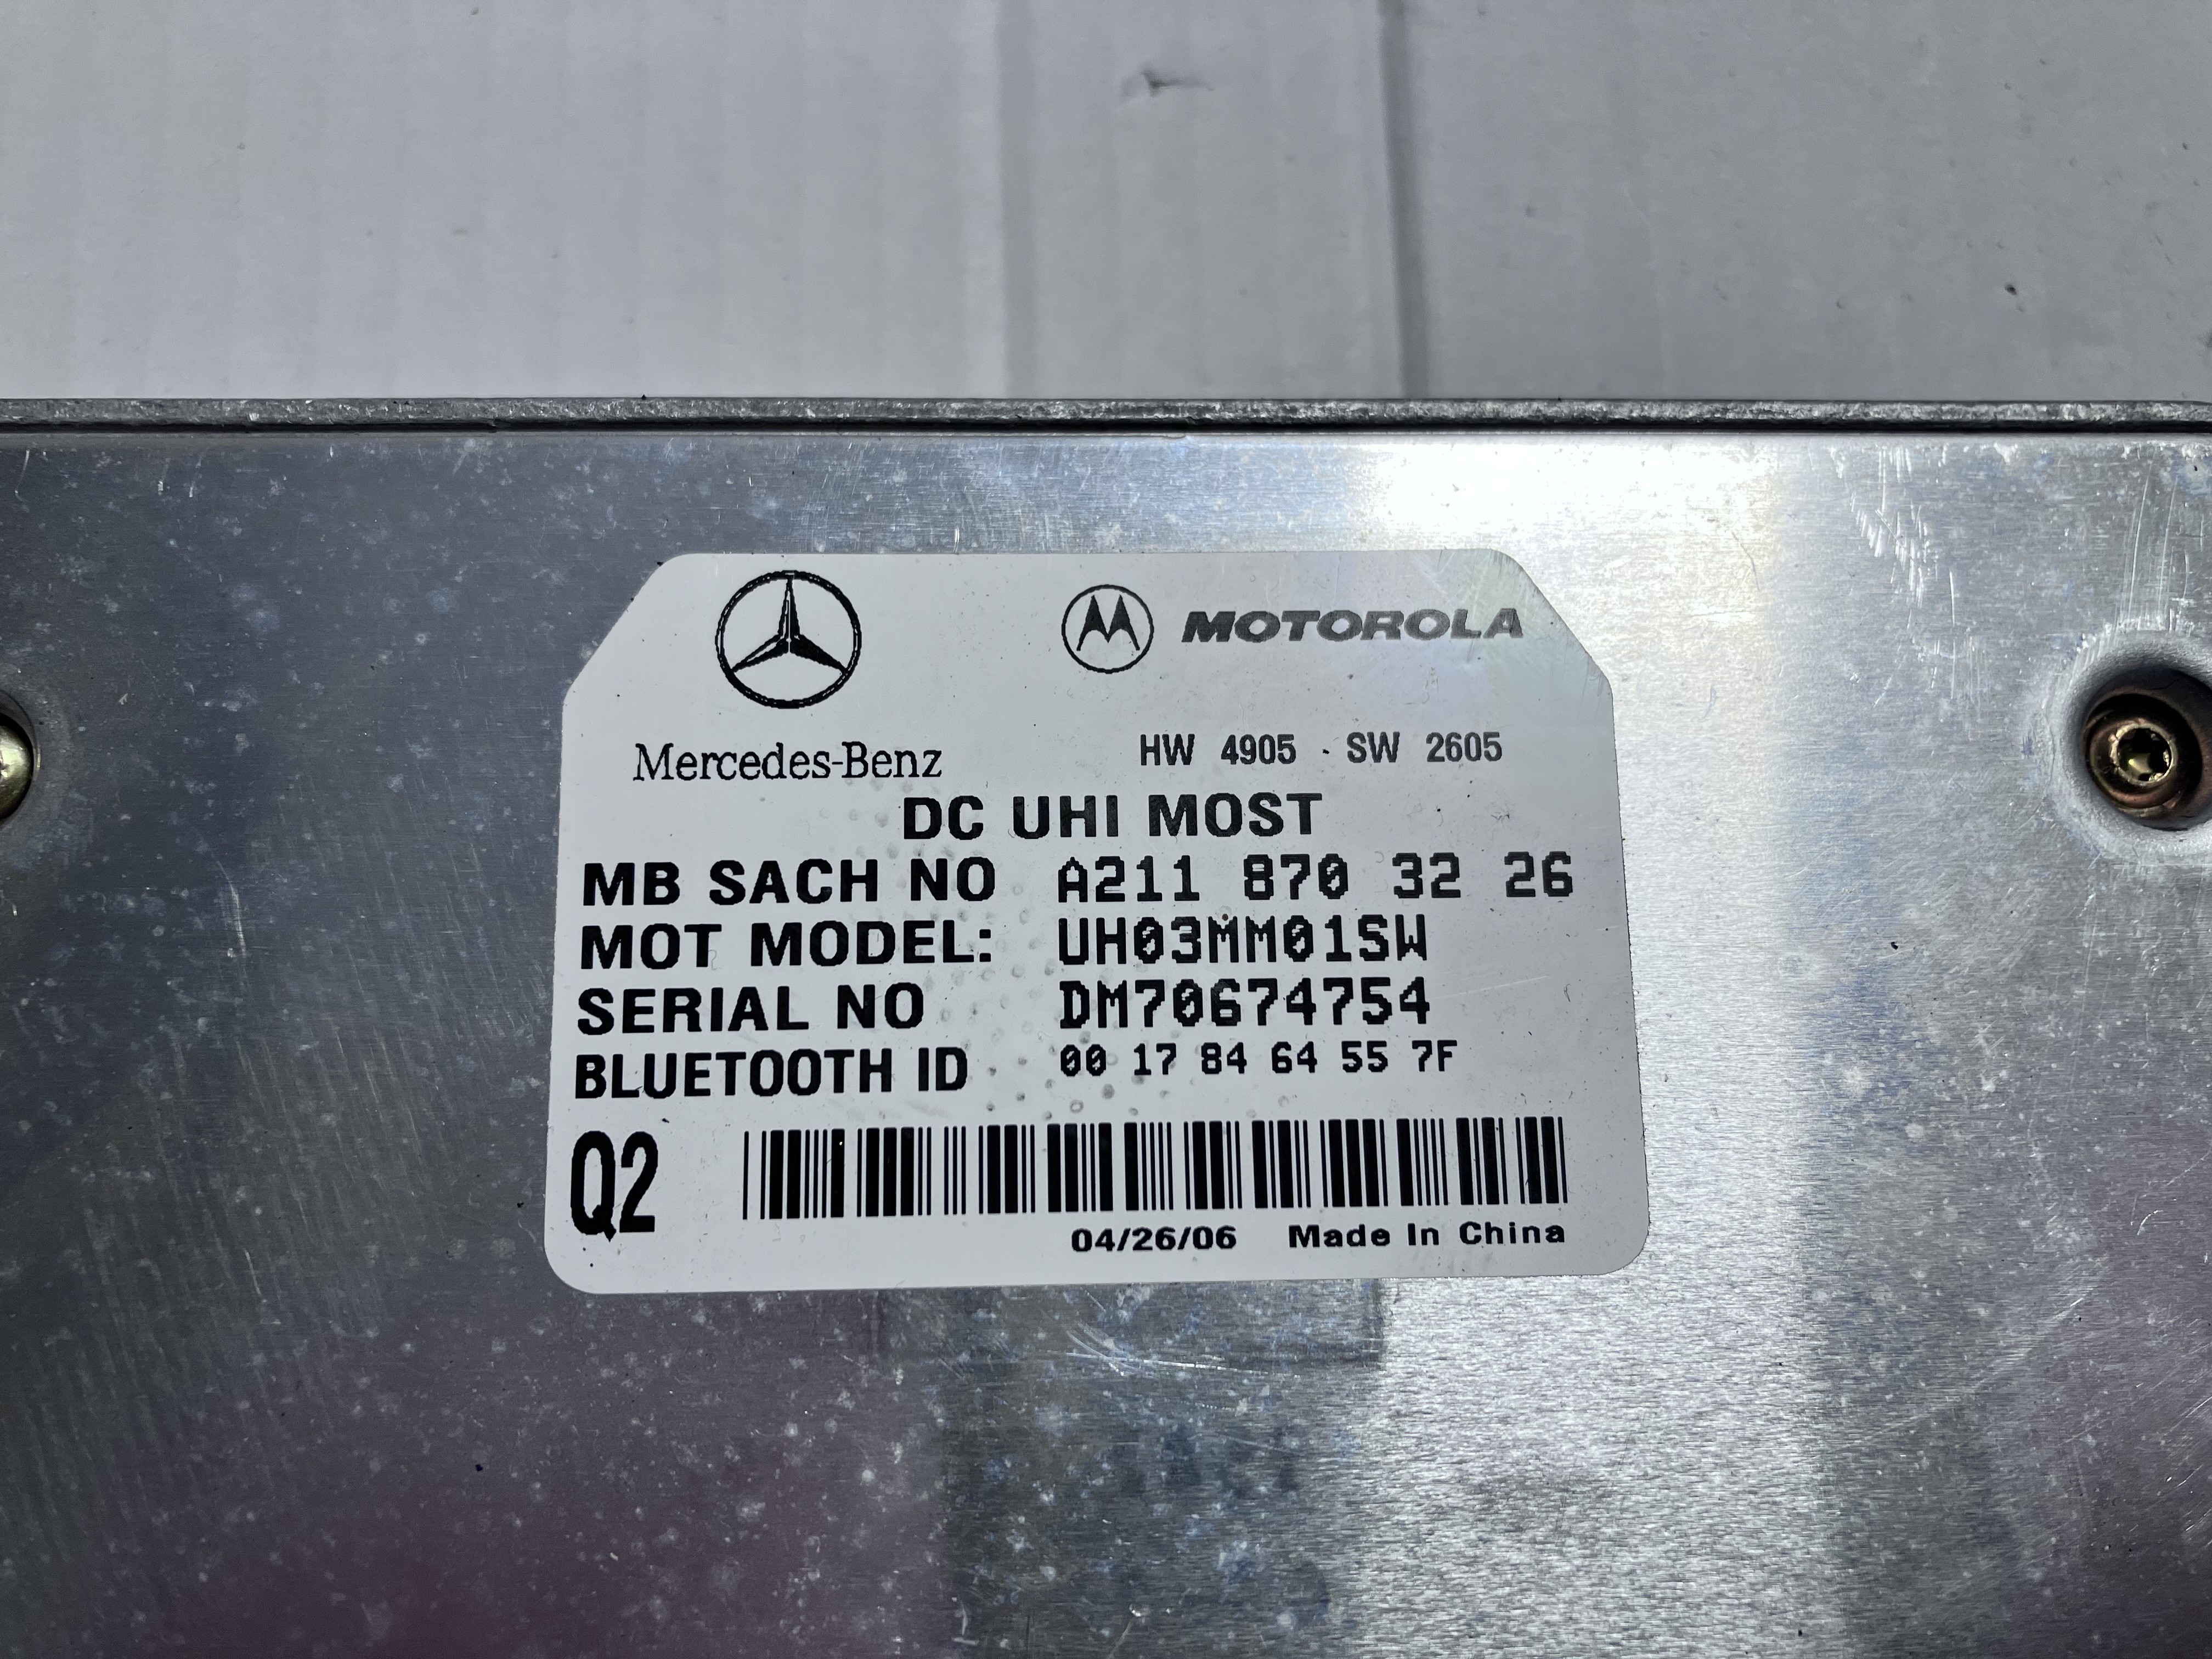 MOTOROLA
Mercedes-Benz
HW 4905 - SW 2605
DC UHI MOST
MB SACH NO A211 870 32 26
MOT MODEL: UH03MM01SW
SERIAL NO DM70674754
BLUETOOTH ID 00 17 84 64 55 7F
Q2
04/26/06 Made In China